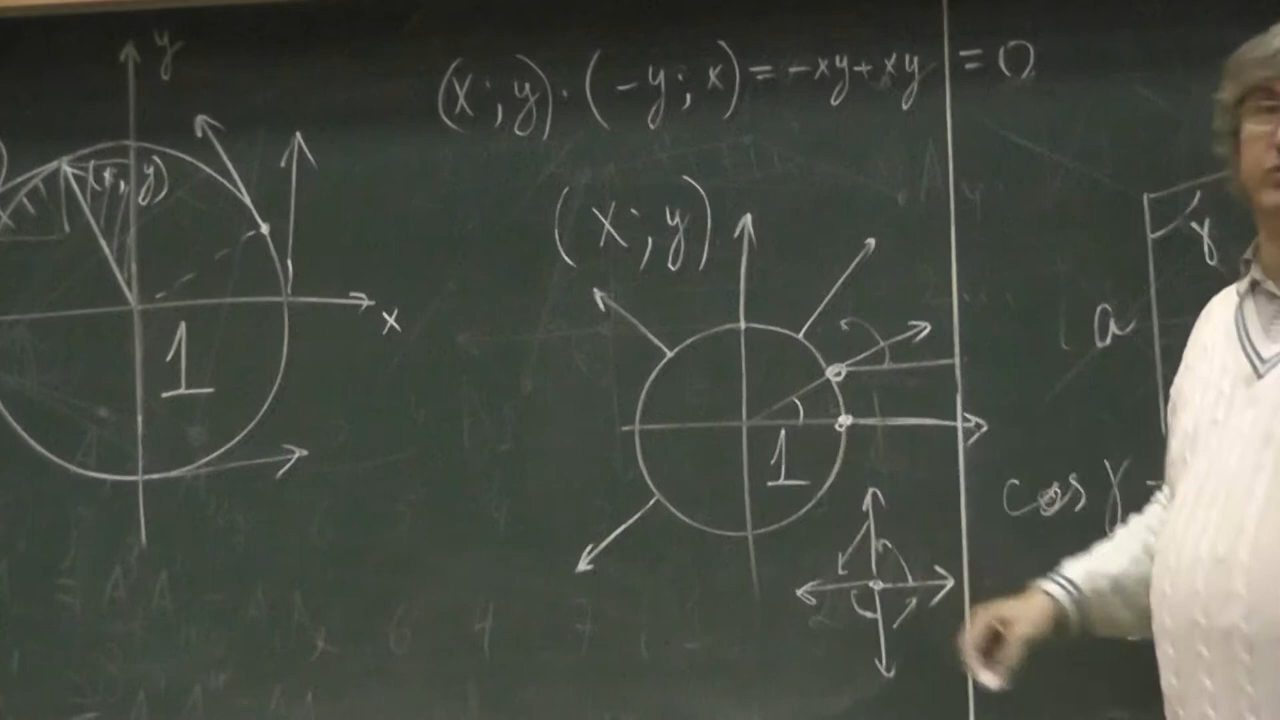 y
(x; y) · (-y; x) = -xy + xy = 0
(x, y)
x
1
(x; y)
1
γ
a
cos γ